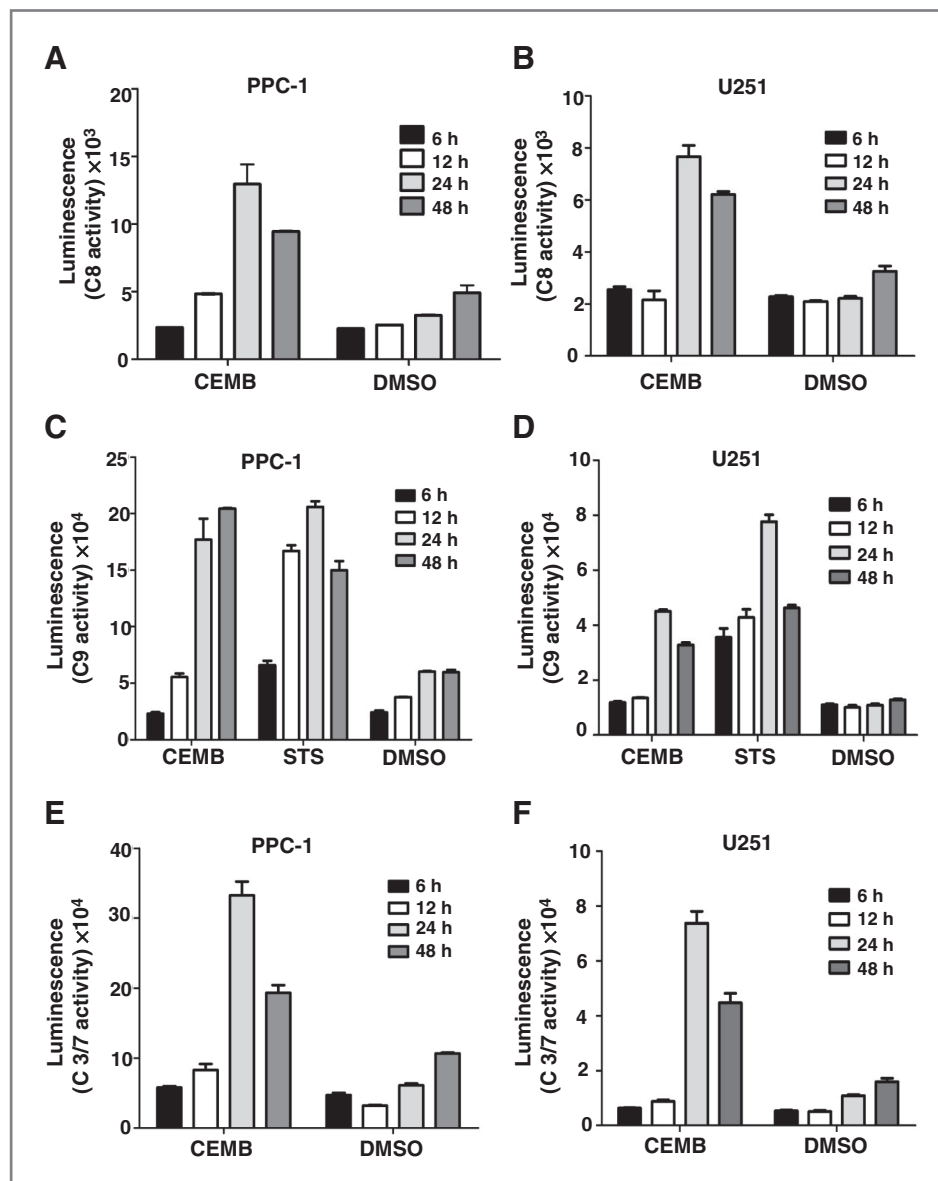 A
PPC-1
Luminescence
(C8 activity) ×10³
20
15
10
5
0
6 h
12 h
24 h
48 h
CEMB
DMSO
B
U251
Luminescence
(C8 activity) ×10³
10
8
6
4
2
0
6 h
12 h
24 h
48 h
CEMB
DMSO
C
PPC-1
Luminescence
(C9 activity) ×10⁴
25
20
15
10
5
0
6 h
12 h
24 h
48 h
CEMB
STS
DMSO
D
U251
Luminescence
(C9 activity) ×10⁴
10
8
6
4
2
0
6 h
12 h
24 h
48 h
CEMB
STS
DMSO
E
PPC-1
Luminescence
(C 3/7 activity) ×10⁴
40
30
20
10
0
6 h
12 h
24 h
48 h
CEMB
DMSO
F
U251
Luminescence
(C 3/7 activity) ×10⁴
10
8
6
4
2
0
6 h
12 h
24 h
48 h
CEMB
DMSO